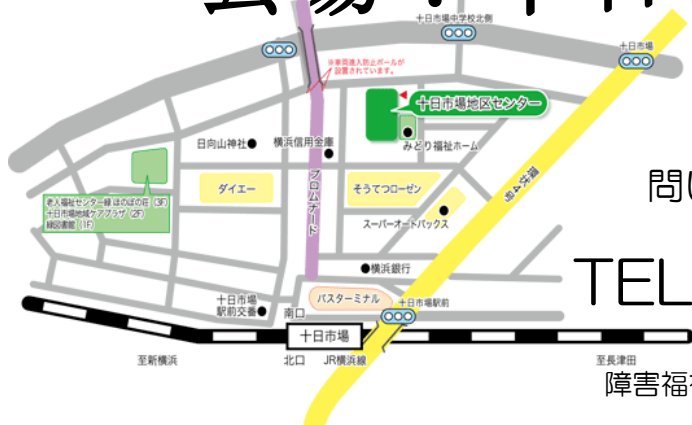 十日市場中学校北側
十日市場
※車両進入防止ポールが
設置されています。
十日市場地区センター
日向山神社
横浜信用金庫
みどり福祉ホーム
ダイエー
プロムナード
そうてつローゼン
環状4号
問
老人福祉センター緑 ほのぼの荘 (3F)
十日市場地域ケアプラザ (2F)
緑図書館 (1F)
スーパーオートバックス
横浜銀行
TEL
十日市場
駅前交番
南口
バスターミナル
十日市場駅前
十日市場
至新横浜
北口
JR横浜線
至長津田
障害福